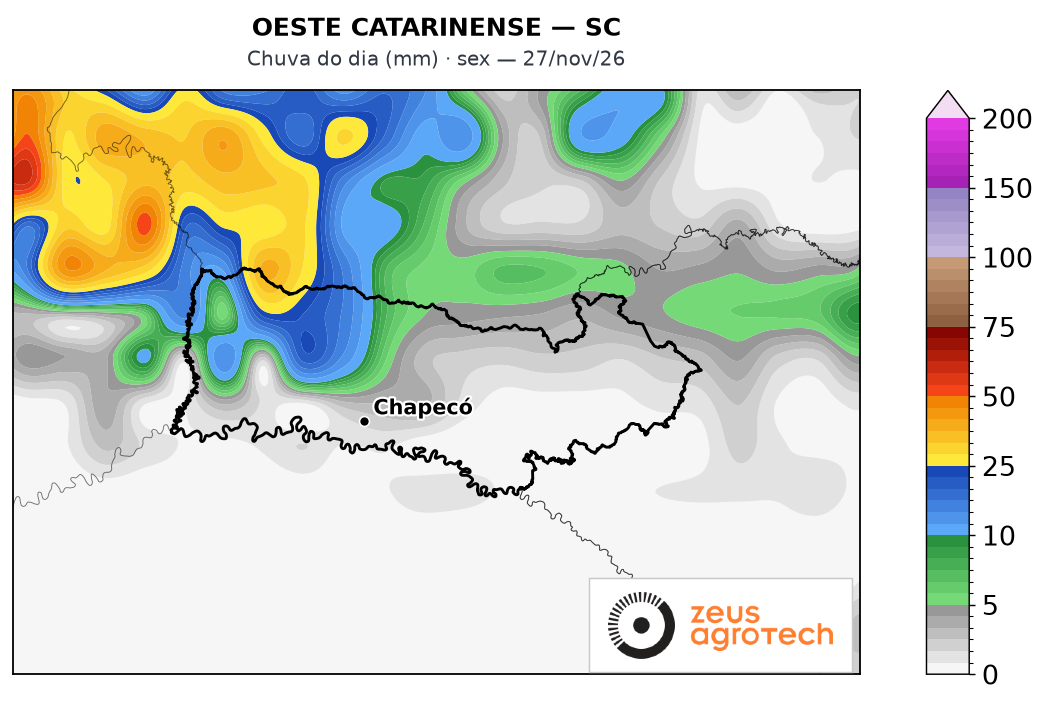 OESTE CATARINENSE — SC
Chuva do dia (mm) · sex — 27/nov/26
200
150
100
75
50
25
10
5
0
Chapecó
zeus
agrotech